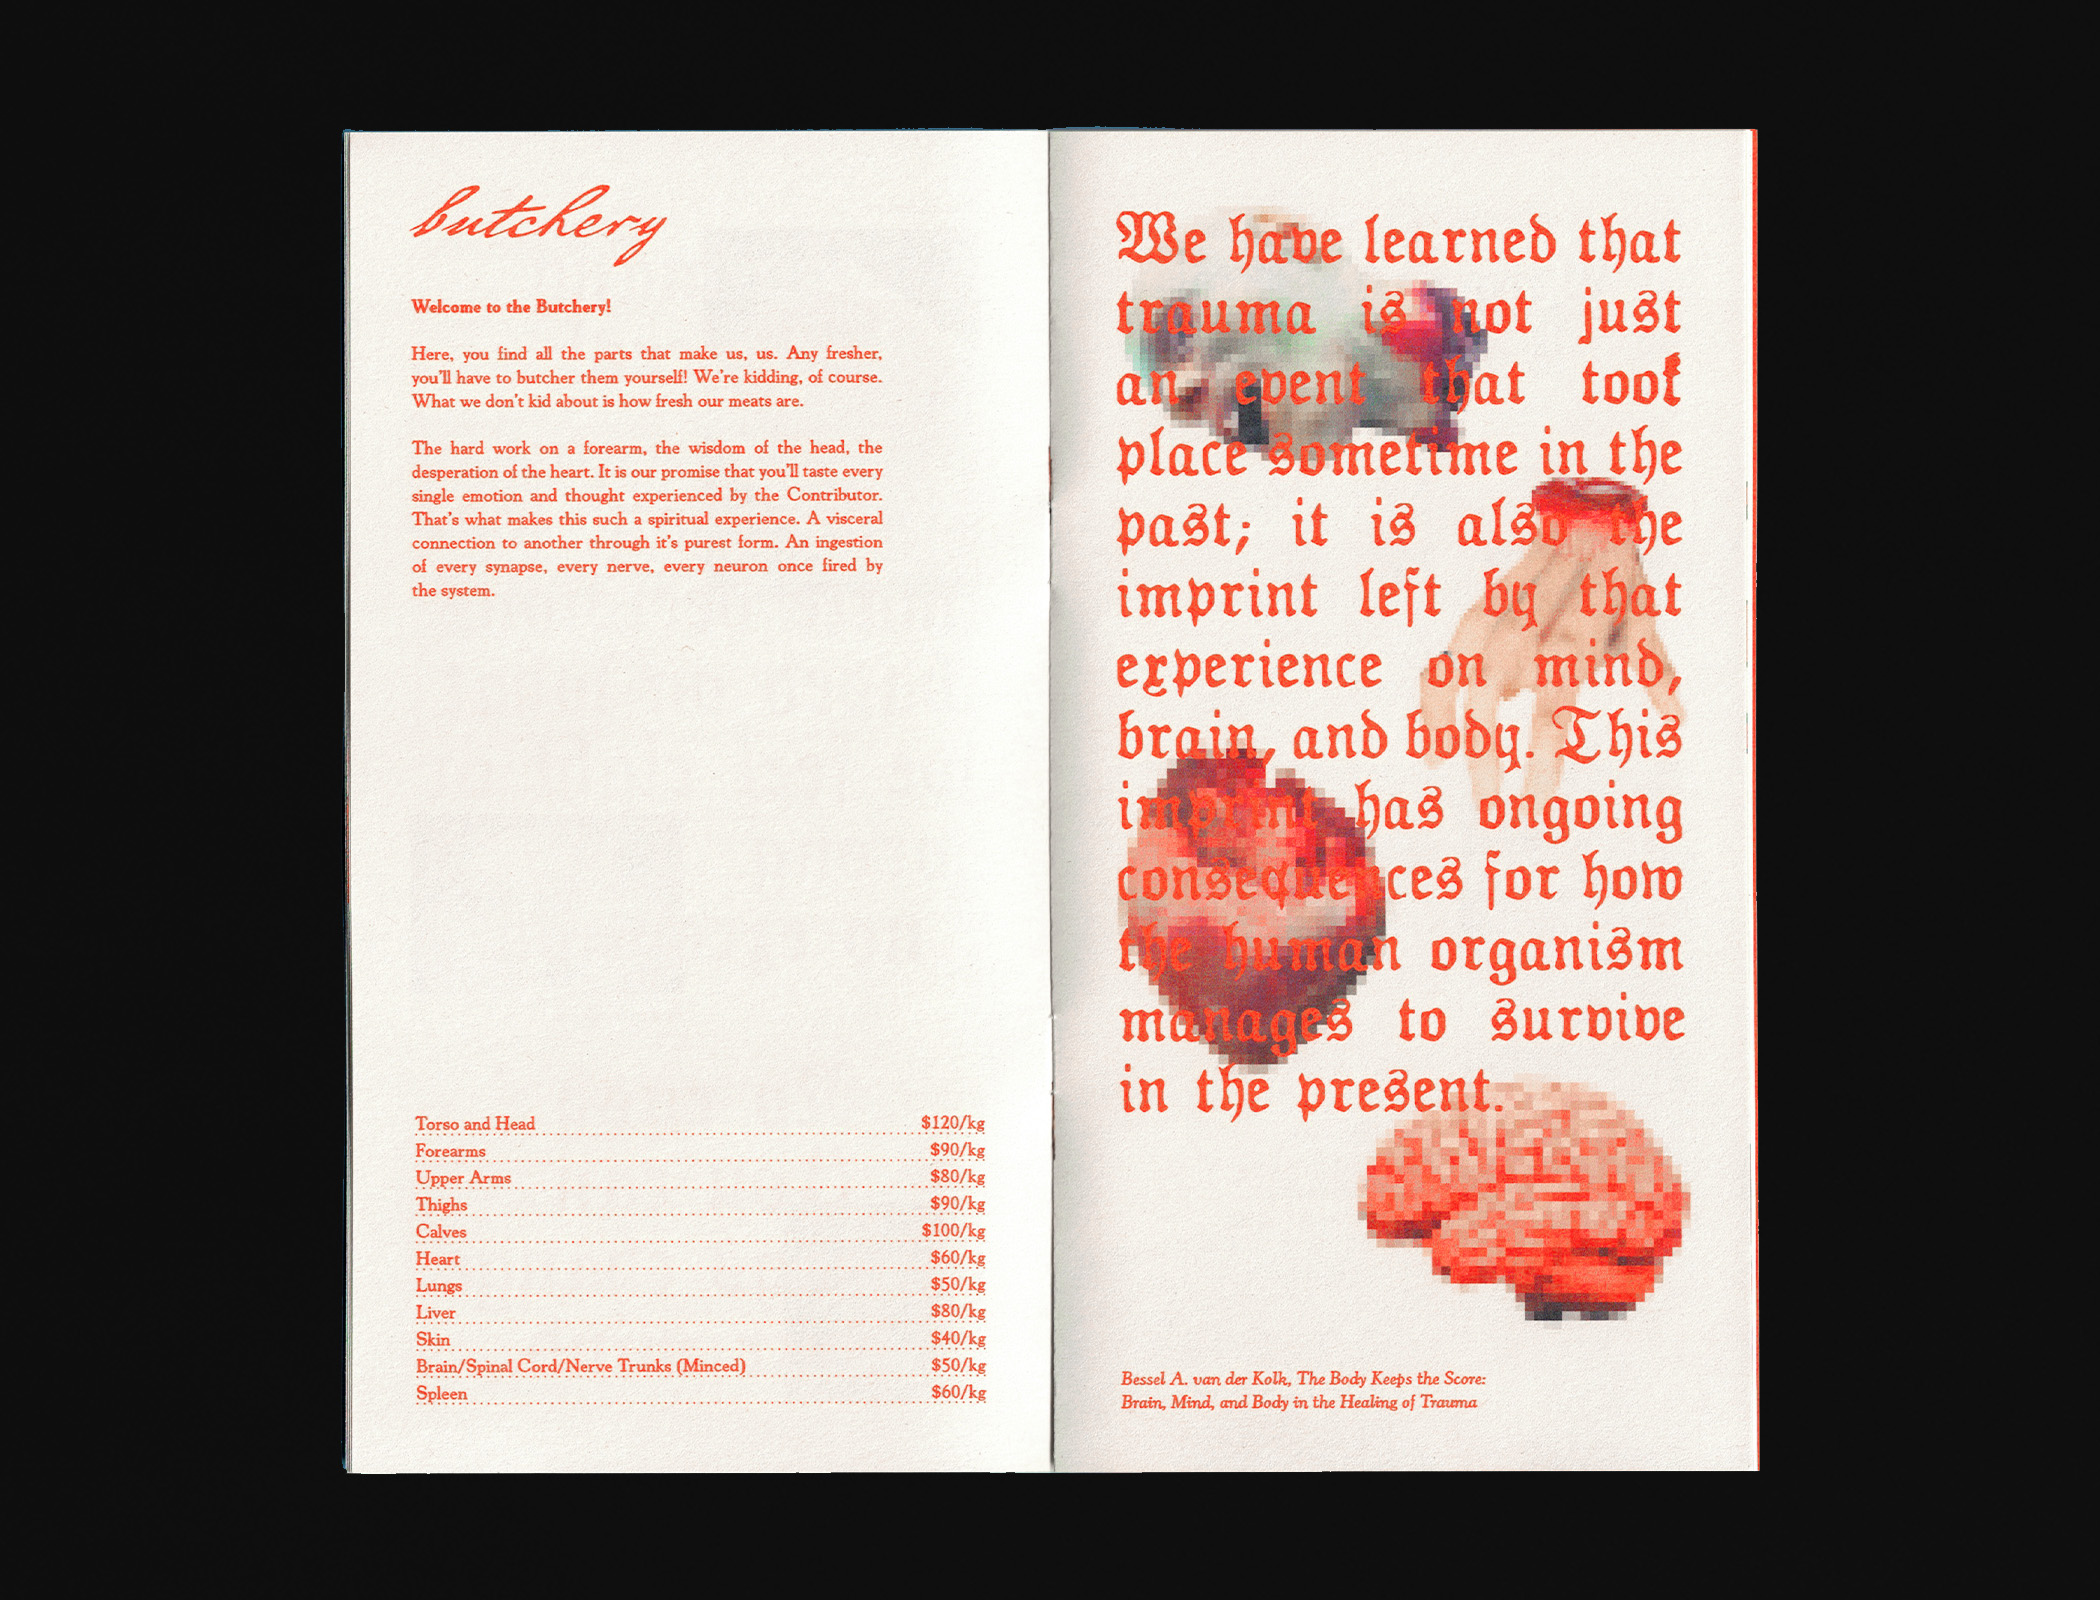 butchery
Welcome to the Butchery!
Here, you find all the parts that make us, us. Any fresher,
you'll have to butcher them yourself! We're kidding, of course.
What we don't kid about is how fresh our meats are.
The hard work on a forearm, the wisdom of the head, the
desperation of the heart. It is our promise that you'll taste every
single emotion and thought experienced by the Contributor.
That's what makes this such a spiritual experience. A visceral
connection to another through it's purest form. An ingestion
of every synapse, every nerve, every neuron once fired by
the system.
Torso and Head $120/kg
Forearms $90/kg
Upper Arms $80/kg
Thighs $90/kg
Calves $100/kg
Heart $60/kg
Lungs $50/kg
Liver $80/kg
Skin $40/kg
Brain/Spinal Cord/Nerve Trunks (Minced) $50/kg
Spleen $60/kg
We have learned that
trauma is not just
an event that took
place sometime in the
past; it is also the
imprint left by that
experience on mind,
brain, and body. This
imprint has ongoing
consequences for how
the human organism
manages to survive
in the present.
Bessel A. van der Kolk, The Body Keeps the Score:
Brain, Mind, and Body in the Healing of Trauma